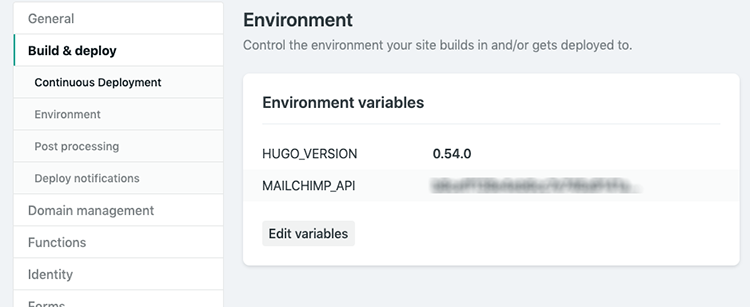 General
Build & deploy
Continuous Deployment
Environment
Post processing
Deploy notifications
Domain management
Functions
Identity
Forms
Environment
Control the environment your site builds in and/or gets deployed to.
Environment variables
HUGO_VERSION 0.54.0
MAILCHIMP_API
Edit variables